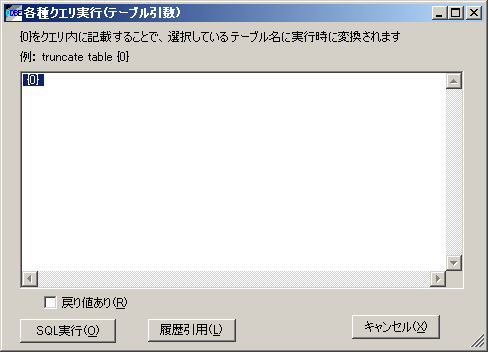 DBE 各種クエリ実行(テーブル引数)
{0}をクエリ内に記載することで、選択しているテーブル名に実行時に変換されます
例: truncate table {0}
{0}
戻り値あり(R)
SQL実行(O) 履歴引用(L) キャンセル(X)